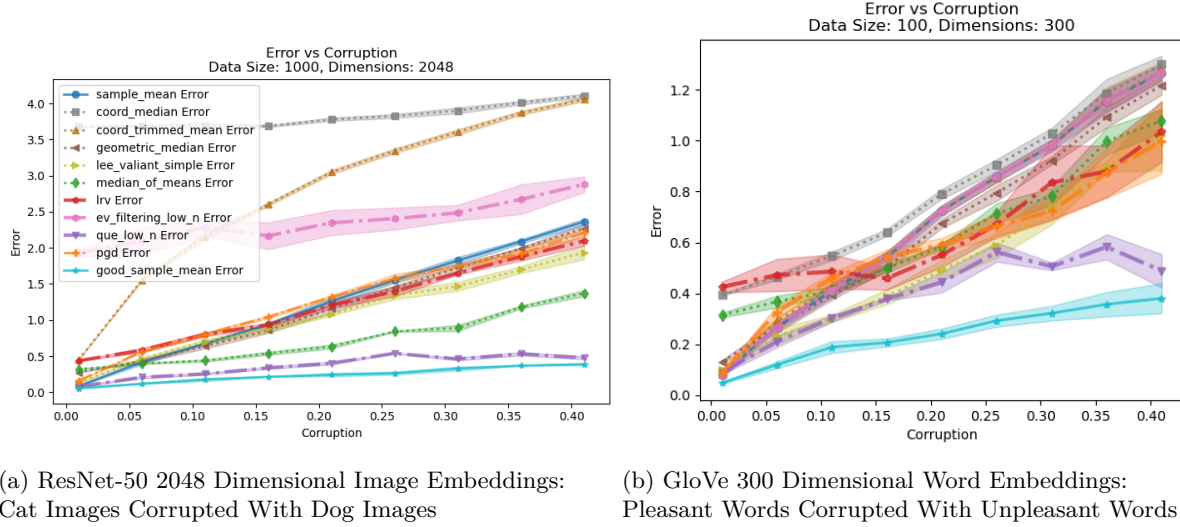 Error vs Corruption
Data Size: 1000, Dimensions: 2048
Error
4.0
3.5
3.0
2.5
2.0
1.5
1.0
0.5
0.0
sample_mean Error
coord_median Error
coord_trimmed_mean Error
geometric_median Error
lee_valiant_simple Error
median_of_means Error
lrv Error
ev_filtering_low_n Error
que_low_n Error
pgd Error
good_sample_mean Error
0.00 0.05 0.10 0.15 0.20 0.25 0.30 0.35 0.40
Corruption
(a) ResNet-50 2048 Dimensional Image Embeddings:
Cat Images Corrupted With Dog Images
Error vs Corruption
Data Size: 100, Dimensions: 300
Error
1.2
1.0
0.8
0.6
0.4
0.2
0.0
0.00 0.05 0.10 0.15 0.20 0.25 0.30 0.35 0.40
Corruption
(b) GloVe 300 Dimensional Word Embeddings:
Pleasant Words Corrupted With Unpleasant Words